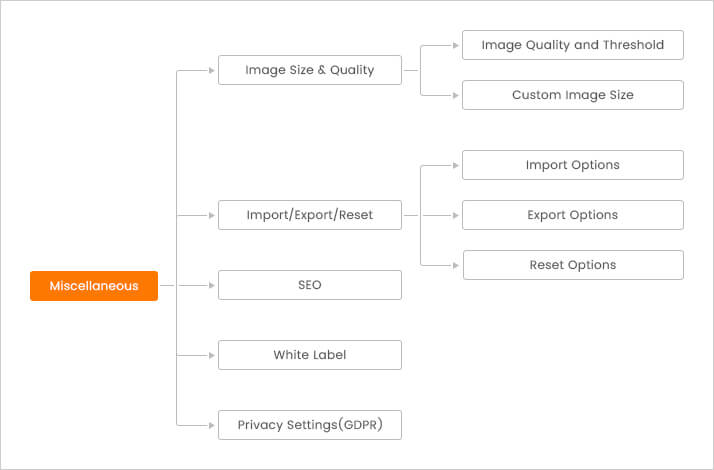 Miscellaneous
Image Size & Quality
Image Quality and Threshold
Custom Image Size
Import/Export/Reset
Import Options
Export Options
Reset Options
SEO
White Label
Privacy Settings(GDPR)